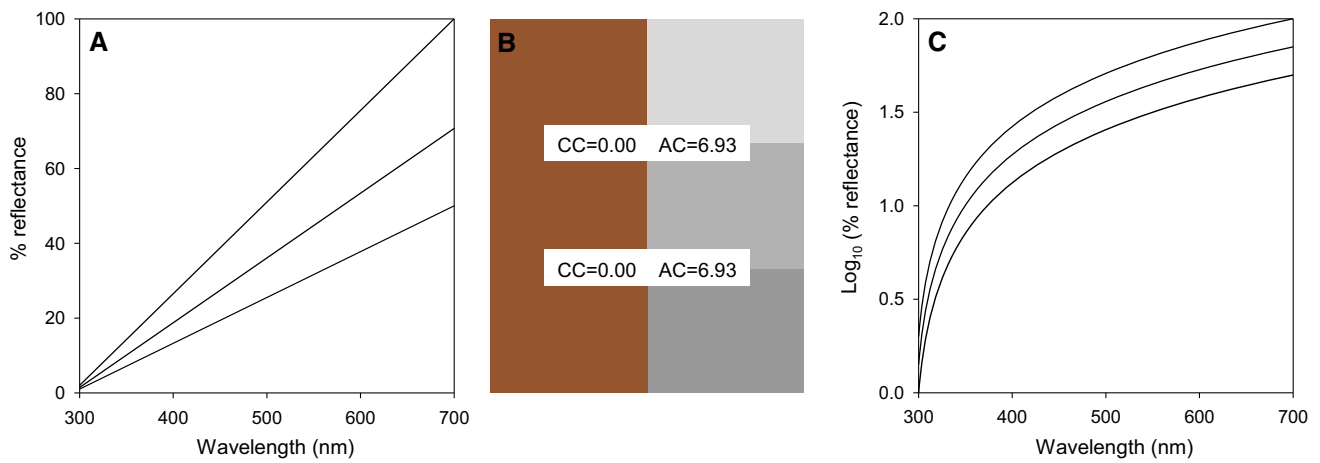 A
100
80
60
40
20
0
% reflectance
300 400 500 600 700
Wavelength (nm)
B
CC=0.00 AC=6.93
CC=0.00 AC=6.93
C
2.0
1.5
1.0
0.5
0.0
Log₁₀ (% reflectance)
300 400 500 600 700
Wavelength (nm)